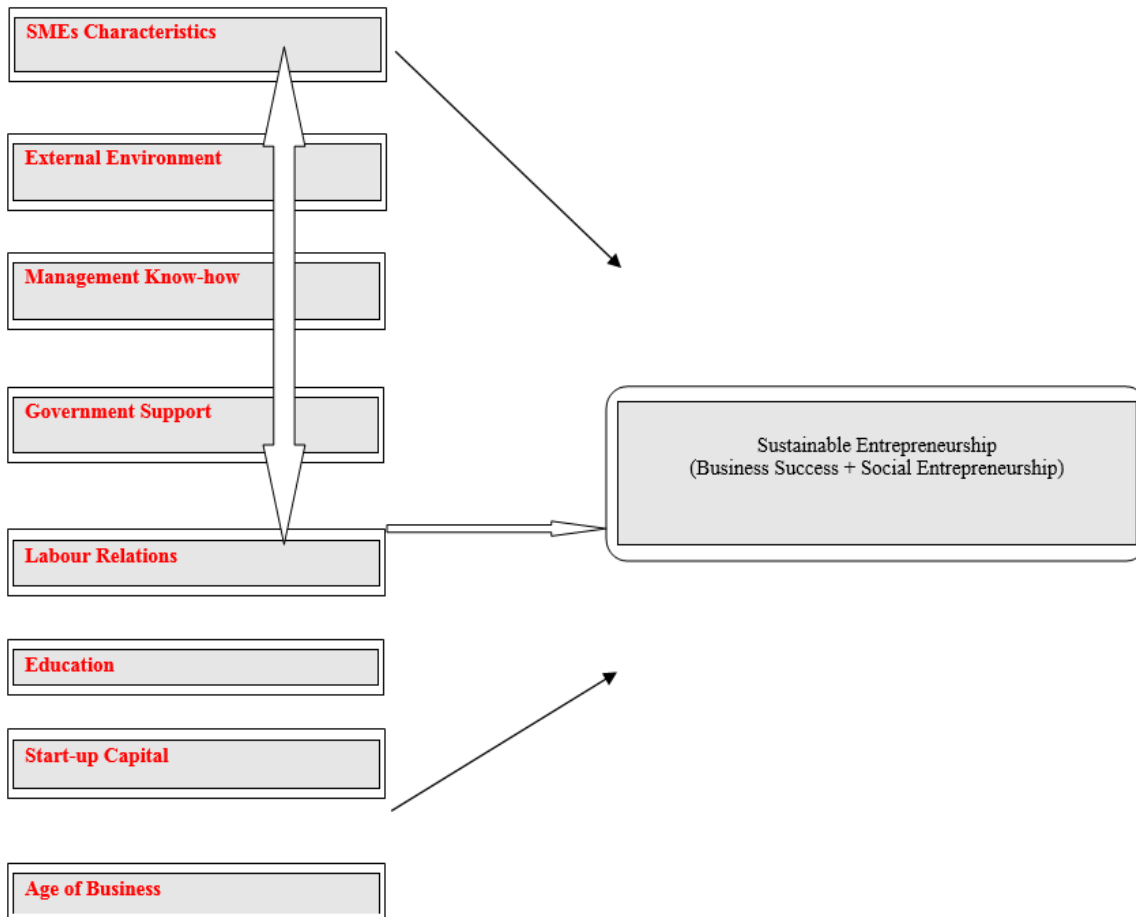 SMEs Characteristics
External Environment
Management Know-how
Government Support
Sustainable Entrepreneurship
(Business Success + Social Entrepreneurship)
Labour Relations
Education
Start-up Capital
Age of Business